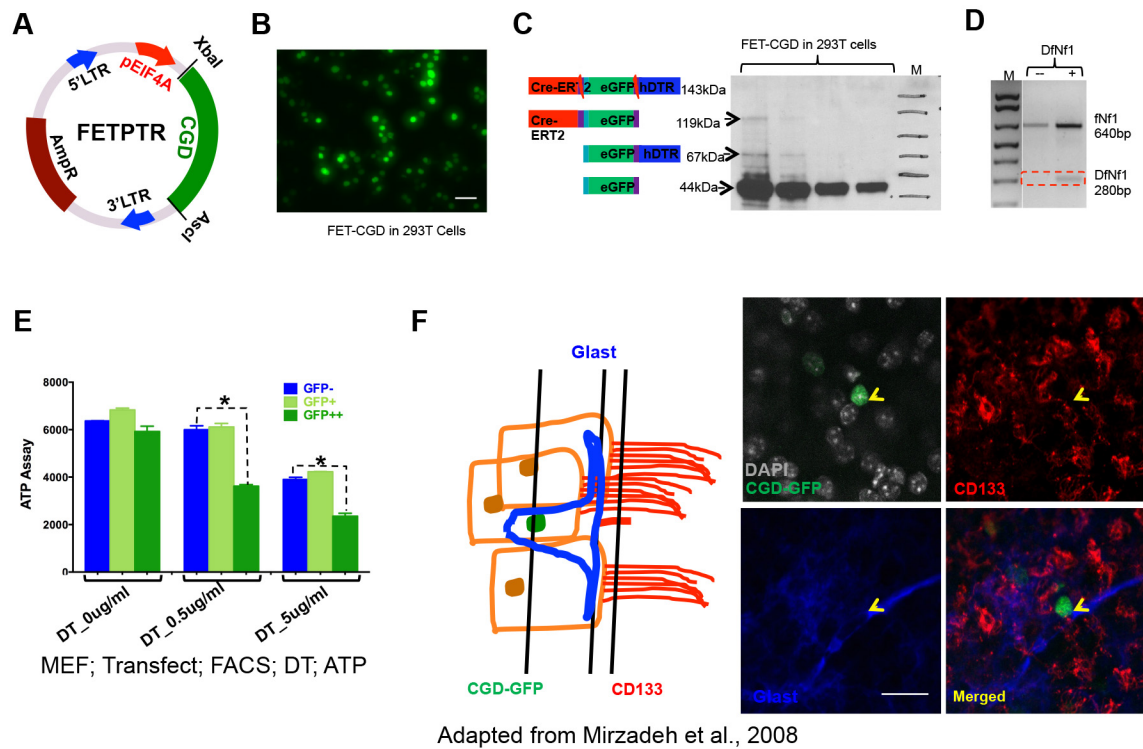 A
5'LTR
pEIF4A
XbaI
CGD
FETPTR
AmpR
3'LTR
AscI
B
FET-CGD in 293T Cells
C
FET-CGD in 293T cells
M
Cre-ERT2 eGFP hDTR 143kDa
Cre-ERT2 eGFP 119kDa
eGFP hDTR 67kDa
eGFP 44kDa
D
DfNf1
M -- +
fNf1
640bp
DfNf1
280bp
E
ATP Assay
8000
6000
4000
2000
0
GFP-
GFP+
GFP++
*
*
DT_0ug/ml
DT_0.5ug/ml
DT_5ug/ml
MEF; Transfect; FACS; DT; ATP
F
Glast
CGD-GFP
CD133
DAPI
CGD-GFP
CD133
Glast
Merged
Adapted from Mirzadeh et al., 2008